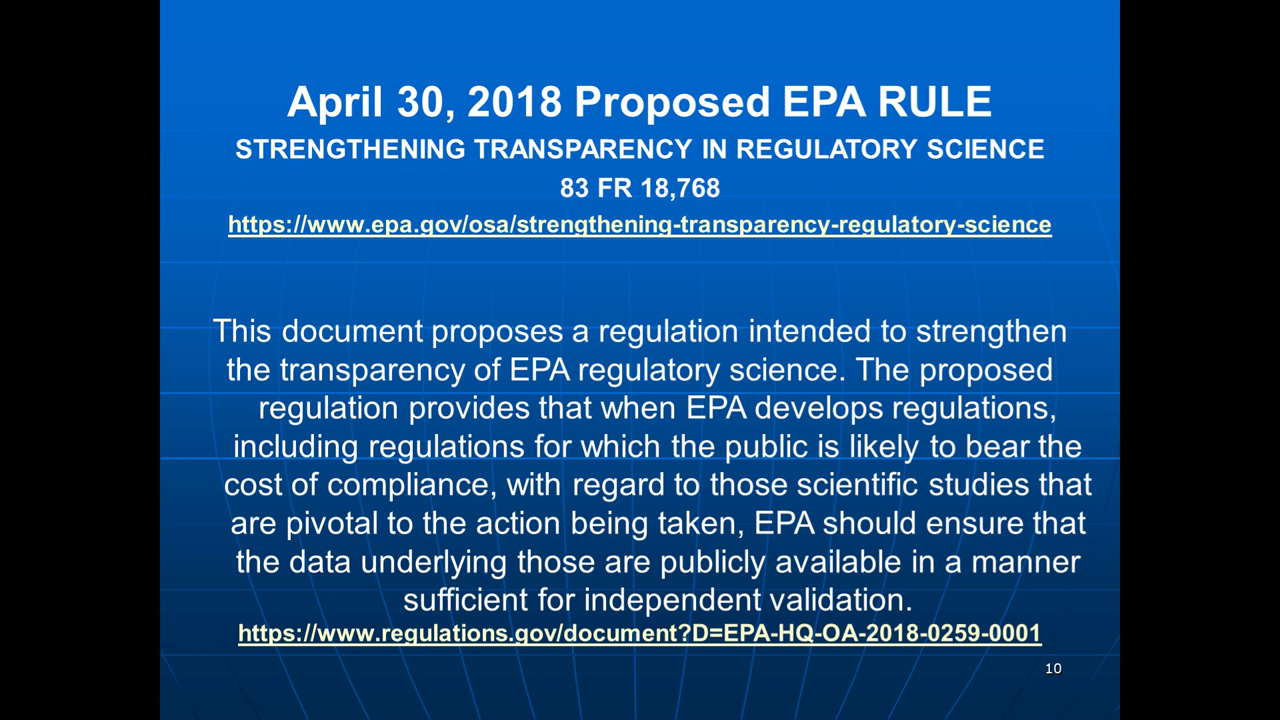 April 30, 2018 Proposed EPA RULE
STRENGTHENING TRANSPARENCY IN REGULATORY SCIENCE
83 FR 18,768
https://www.epa.gov/osa/strengthening-transparency-regulatory-science
This document proposes a regulation intended to strengthen
the transparency of EPA regulatory science. The proposed
regulation provides that when EPA develops regulations,
including regulations for which the public is likely to bear the
cost of compliance, with regard to those scientific studies that
are pivotal to the action being taken, EPA should ensure that
the data underlying those are publicly available in a manner
sufficient for independent validation.
https://www.regulations.gov/document?D=EPA-HQ-OA-2018-0259-0001
10